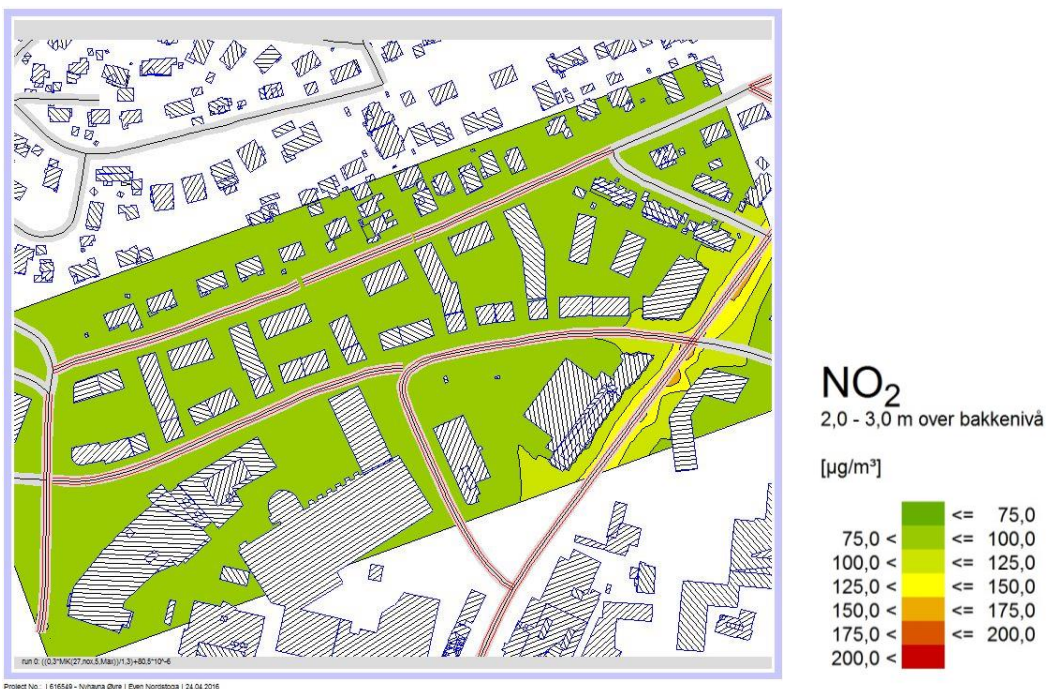 NO₂
2,0 - 3,0 m over bakkenivå
[µg/m³]
<= 75,0
75,0 < <= 100,0
100,0 < <= 125,0
125,0 < <= 150,0
150,0 < <= 175,0
175,0 < <= 200,0
200,0 <
run 0: ((0,3*MK(27,nox,5,Max))/1,3)+80,5*10^-6
Project No.: | 616549 - Nyhavna Øvre | Even Nordstoga | 24.04.2016